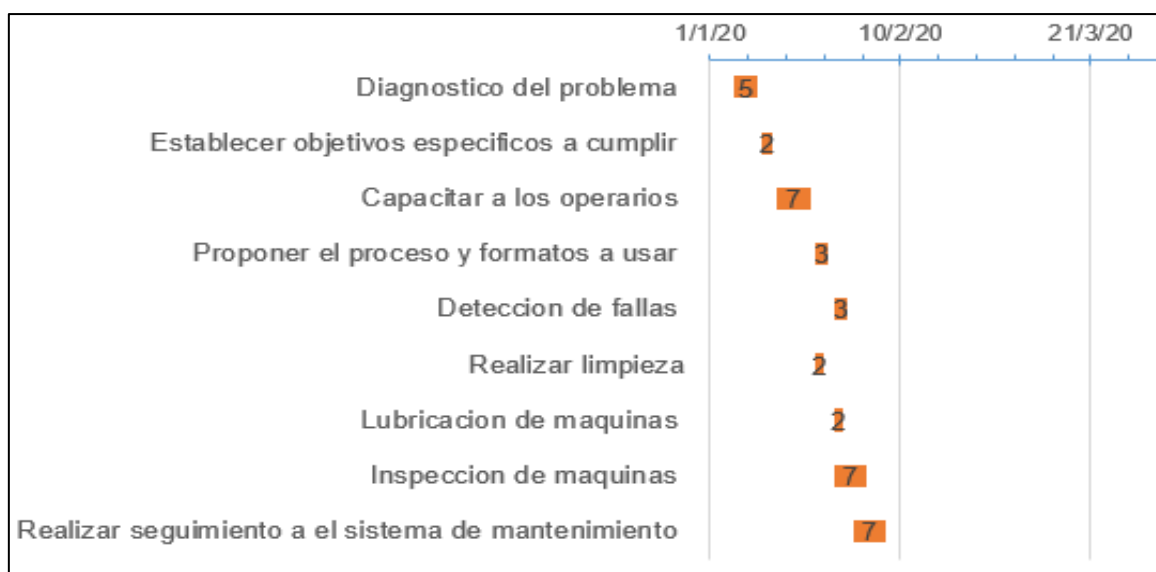 1/1/20 10/2/20 21/3/20
Diagnostico del problema 5
Establecer objetivos especificos a cumplir 2
Capacitar a los operarios 7
Proponer el proceso y formatos a usar 3
Deteccion de fallas 3
Realizar limpieza 2
Lubricacion de maquinas 2
Inspeccion de maquinas 7
Realizar seguimiento a el sistema de mantenimiento 7